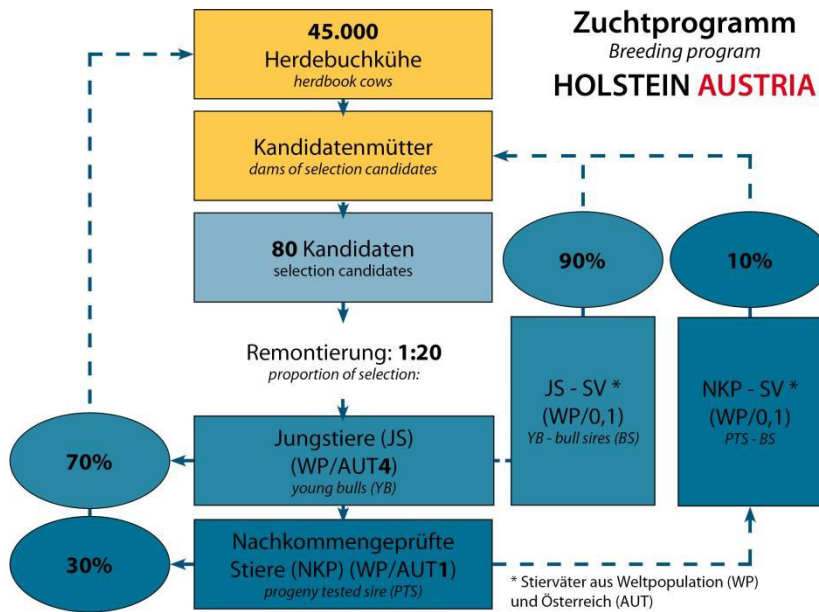 Zuchtprogramm
Breeding program
HOLSTEIN AUSTRIA
45.000
Herdebuchkühe
herdbook cows
Kandidatenmütter
dams of selection candidates
80 Kandidaten
selection candidates
90%
10%
Remontierung: 1:20
proportion of selection:
JS - SV *
(WP/0,1)
YB - bull sires (BS)
NKP - SV *
(WP/0,1)
PTS - BS
Jungstiere (JS)
(WP/AUT4)
young bulls (YB)
70%
Nachkommengeprüfte
Stiere (NKP) (WP/AUT1)
progeny tested sire (PTS)
30%
* Stierväter aus Weltpopulation (WP)
und Österreich (AUT)